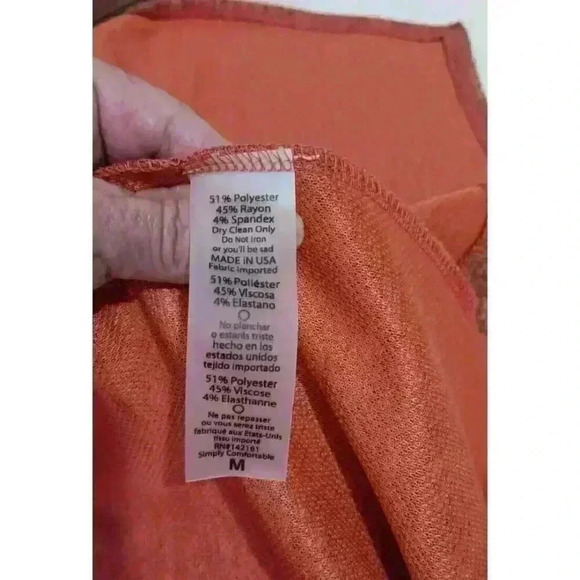 51% Polyester
45% Rayon
4% Spandex
Dry Clean Only
Do Not Iron
or you'll be sad
MADE IN USA
Fabric Imported
51% Poliéster
45% Viscosa
4% Elastano
No planchar
o estaris triste
hecho en los
estados unidos
tejido importado
51% Polyester
45% Viscose
4% Elasthanne
Ne pas repasser
ou vous serez triste
fabriqué aux États-Unis
tissu importé
RN#142161
Simply Comfortable
M